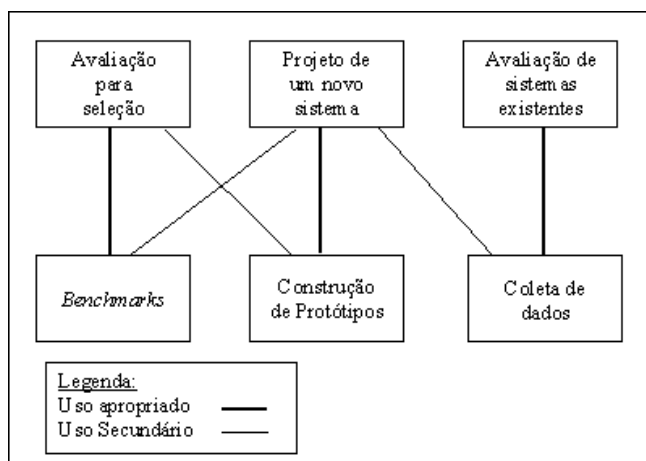 Avaliação
para
seleção
Projeto de
um novo
sistema
Avaliação de
sistemas
existentes
Benchmarks
Construção
de Protótipos
Coleta de
dados
Legenda:
Uso apropriado
Uso Secundário